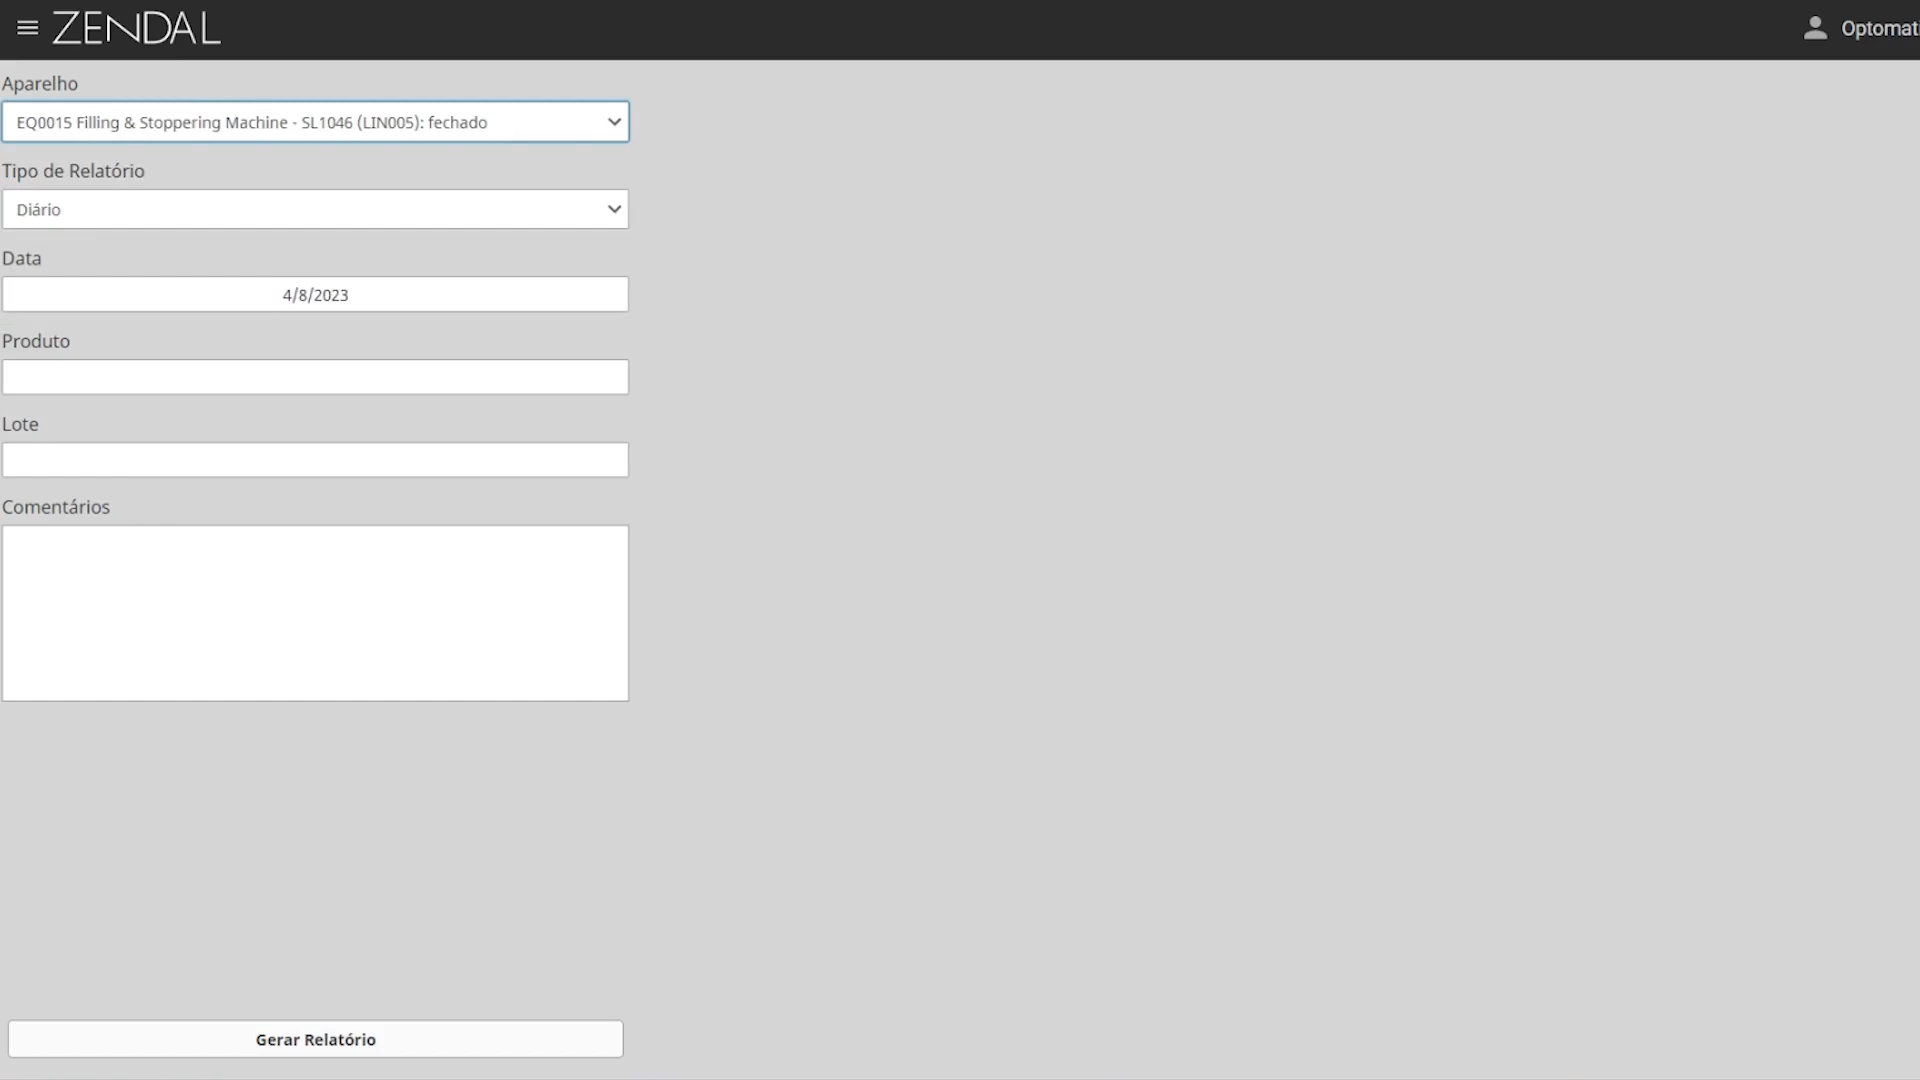 ZENDAL
Optomati
Aparelho
EQ0015 Filling & Stoppering Machine - SL1046 (LIN005): fechado
Tipo de Relatório
Diário
Data
4/8/2023
Produto
Lote
Comentários
Gerar Relatório